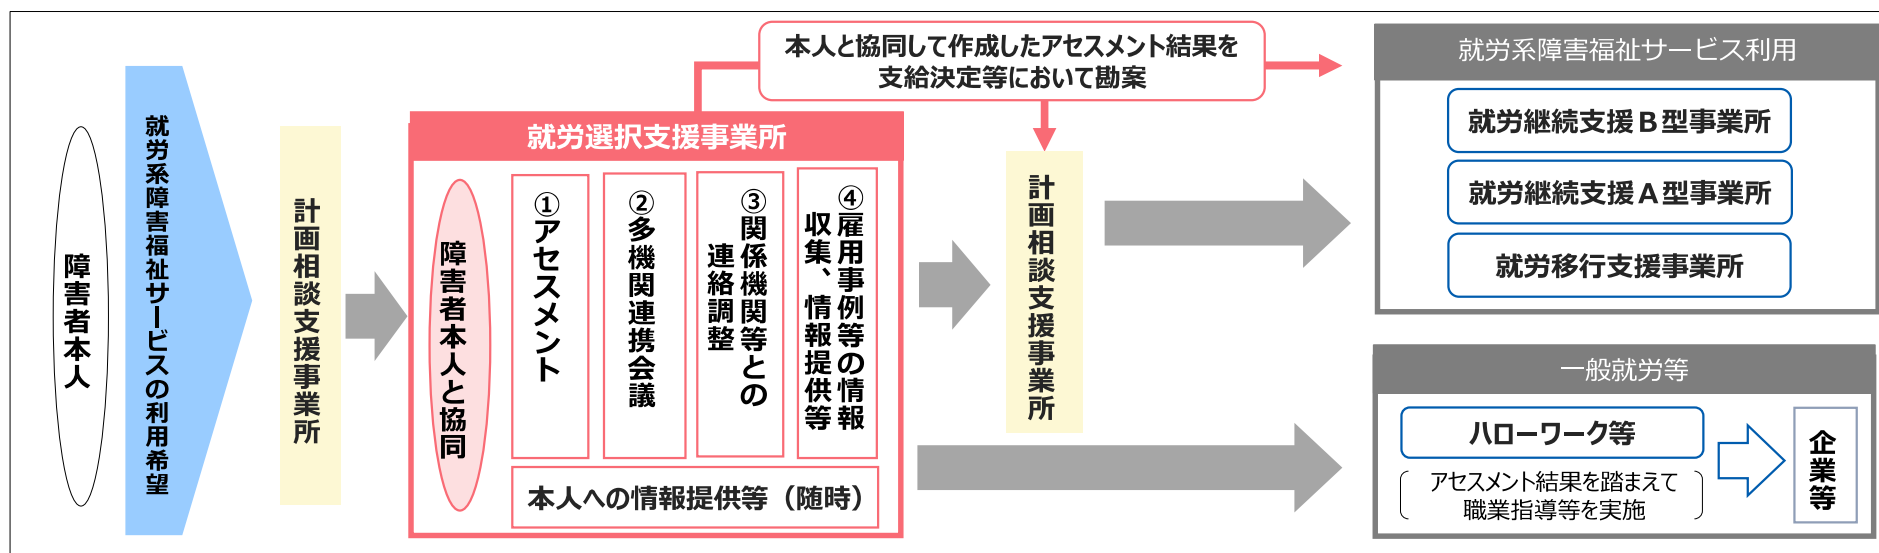 障害者本人
就労系障害福祉サービスの利用希望
計画相談支援事業所
就労選択支援事業所
障害者本人と協同
①アセスメント
②多機関連携会議
③関係機関等との
連絡調整
④雇用事例等の情報
収集、情報提供等
本人への情報提供等（随時）
本人と協同して作成したアセスメント結果を
支給決定等において勘案
計画相談支援事業所
就労系障害福祉サービス利用
就労継続支援Ｂ型事業所
就労継続支援Ａ型事業所
就労移行支援事業所
一般就労等
ハローワーク等
アセスメント結果を踏まえて
職業指導等を実施
企業等